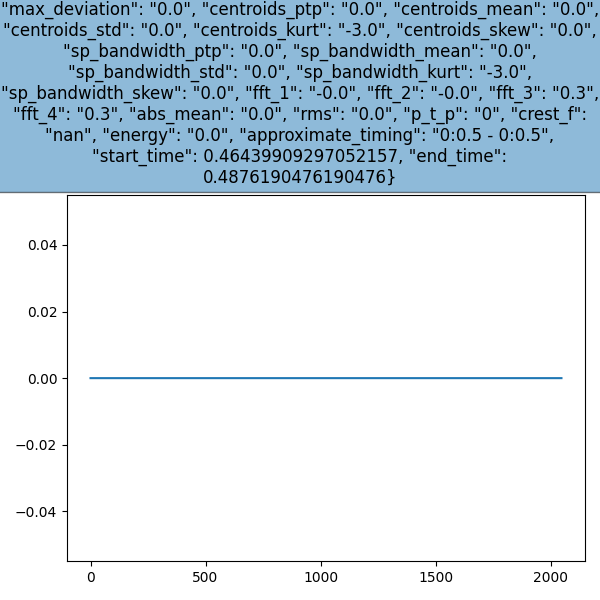 "max_deviation": "0.0", "centroids_ptp": "0.0", "centroids_mean": "0.0",
"centroids_std": "0.0", "centroids_kurt": "-3.0", "centroids_skew": "0.0",
"sp_bandwidth_ptp": "0.0", "sp_bandwidth_mean": "0.0",
"sp_bandwidth_std": "0.0", "sp_bandwidth_kurt": "-3.0",
"sp_bandwidth_skew": "0.0", "fft_1": "-0.0", "fft_2": "-0.0", "fft_3": "0.3",
"fft_4": "0.3", "abs_mean": "0.0", "rms": "0.0", "p_t_p": "0", "crest_f":
"nan", "energy": "0.0", "approximate_timing": "0:0.5 - 0:0.5",
"start_time": 0.46439909297052157, "end_time":
0.4876190476190476}
0.04
0.02
0.00
−0.02
−0.04
0 500 1000 1500 2000